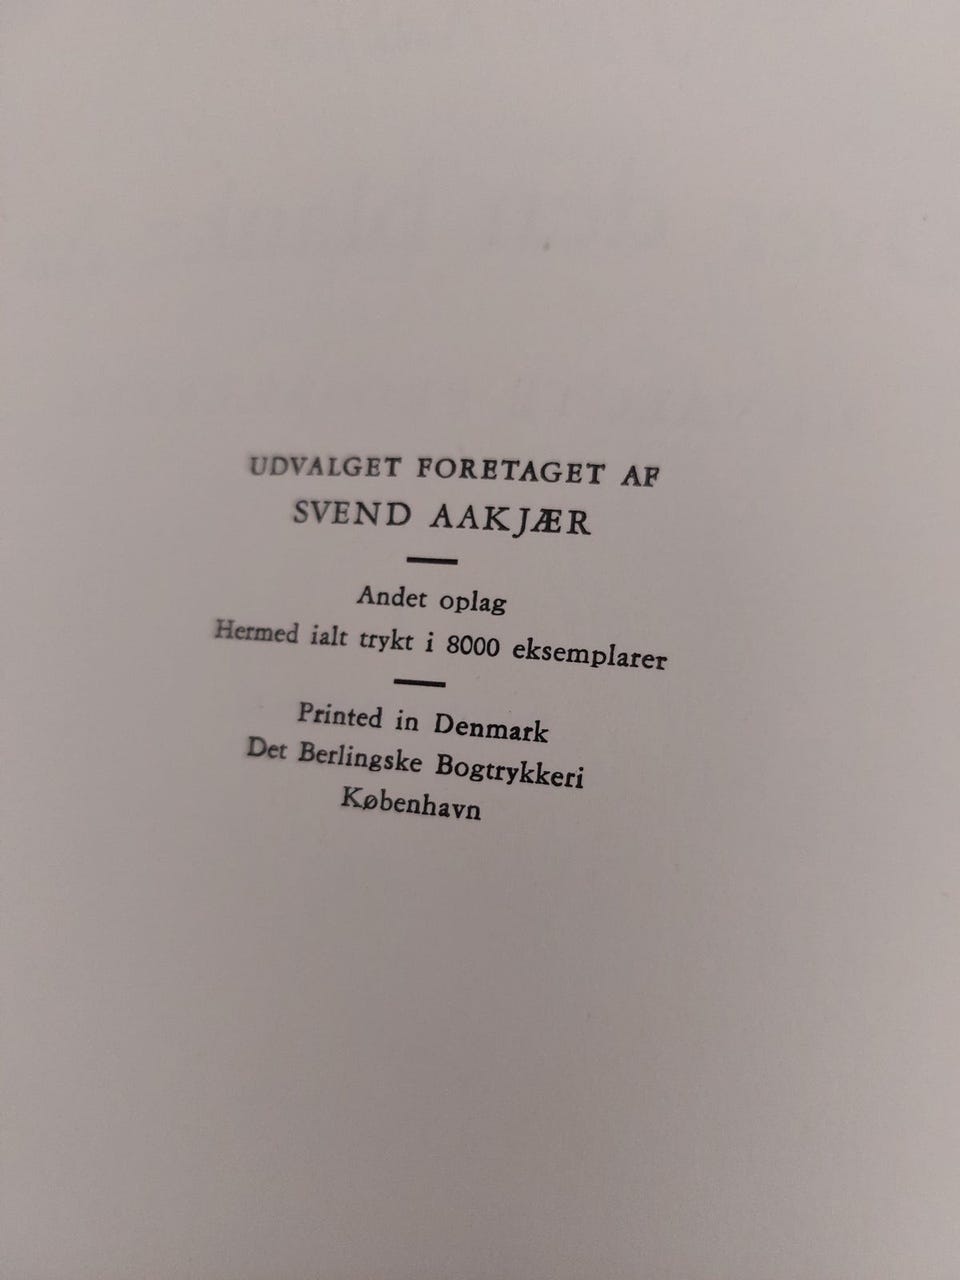 UDVALGET FORETAGET AF
SVEND AAKJÆR
Andet oplag
Hermed ialt trykt i 8000 eksemplarer
Printed in Denmark
Det Berlingske Bogtrykkeri
København